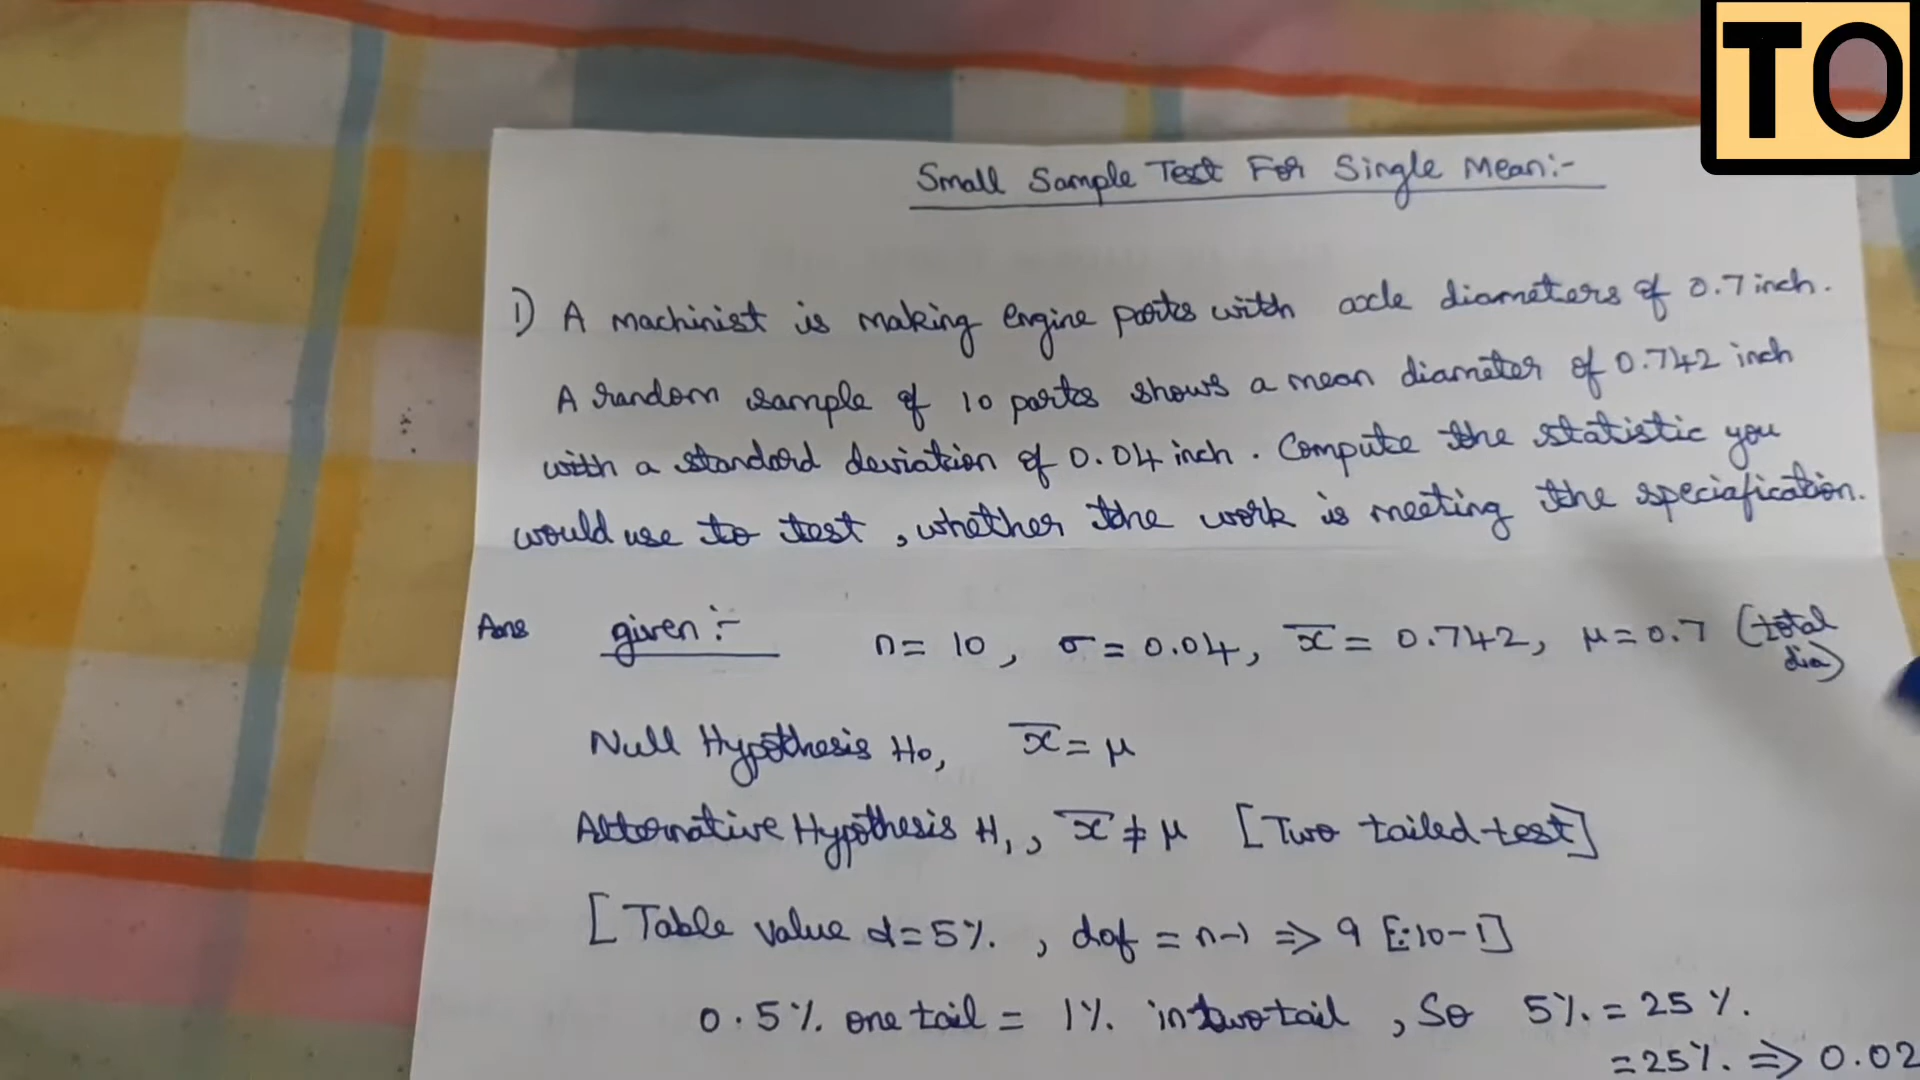 TO
Small Sample Test For Single Mean:-
1) A machinist is making engine parts with axle diameters of 0.7 inch.
A random sample of 10 parts shows a mean diameter of 0.742 inch
with a standard deviation of 0.04 inch. Compute the statistic you
would use to test, whether the work is meeting the speciafication.
Ans given:- n = 10, σ = 0.04, x̅ = 0.742, μ = 0.7 (total
dia)
Null Hypothesis H₀, x̅ = μ
Alternative Hypothesis H₁, x̅ ≠ μ [Two tailed test]
[Table value α = 5%, dof = n-1 => 9 [∵10-1]
0.5% one tail = 1% in two tail, So 5% = 25%.
= 25% => 0.02